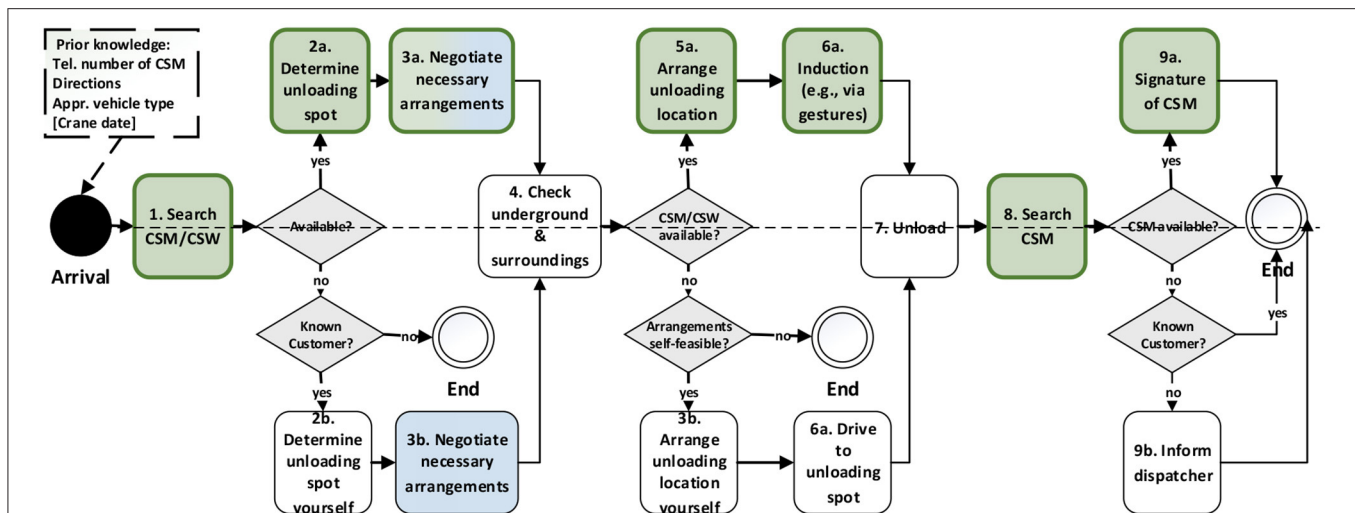 Prior knowledge:
Tel. number of CSM
Directions
Appr. vehicle type
[Crane date]
Arrival
1. Search
CSM/CSW
Available?
yes
2a.
Determine
unloading
spot
3a. Negotiate
necessary
arrangements
no
Known
Customer?
no
End
yes
2b.
Determine
unloading
spot
yourself
3b. Negotiate
necessary
arrangements
4. Check
underground
&
surroundings
CSM/CSW
available?
yes
5a.
Arrange
unloading
location
6a.
Induction
(e.g., via
gestures)
no
Arrangements
self-feasible?
no
End
yes
3b.
Arrange
unloading
location
yourself
6a. Drive
to
unloading
spot
7. Unload
8. Search
CSM
CSM available?
yes
9a.
Signature
of CSM
End
no
Known
Customer?
yes
no
9b. Inform
dispatcher